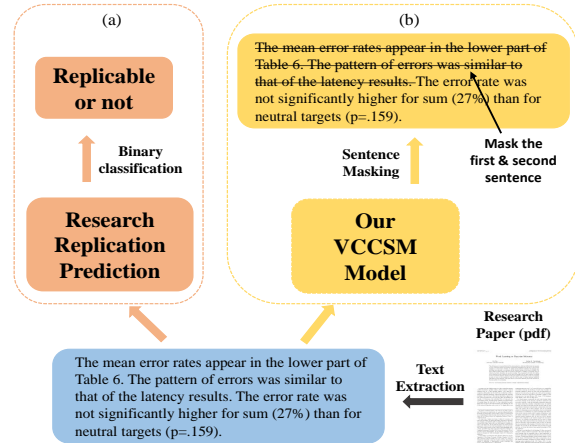 (a)
Replicable
or not
Binary
classification
Research
Replication
Prediction
(b)
The mean error rates appear in the lower part of
Table 6. The pattern of errors was similar to
that of the latency results. The error rate was
not significantly higher for sum (27%) than for
neutral targets (p=.159).
Mask the
first & second
sentence
Sentence
Masking
Our
VCCSM
Model
Research
Paper (pdf)
Text
Extraction
The mean error rates appear in the lower part of
Table 6. The pattern of errors was similar to
that of the latency results. The error rate was
not significantly higher for sum (27%) than for
neutral targets (p=.159).